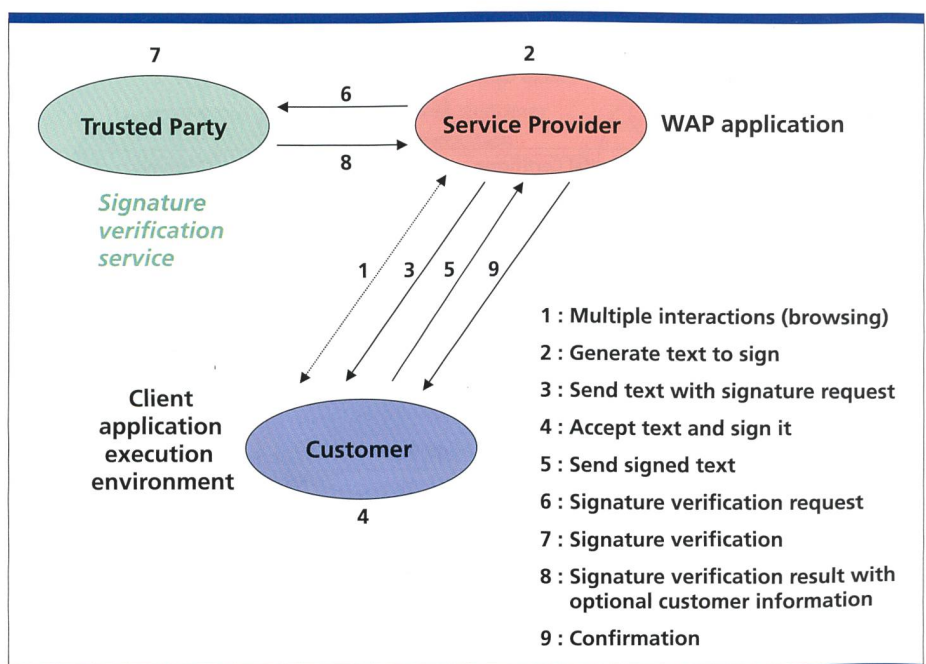 7
2
6
Trusted Party
Service Provider
WAP application
8
Signature
verification
service
1
3
5
9
1 : Multiple interactions (browsing)
2 : Generate text to sign
3 : Send text with signature request
4 : Accept text and sign it
5 : Send signed text
6 : Signature verification request
7 : Signature verification
8 : Signature verification result with
optional customer information
9 : Confirmation
Client
application
execution
environment
Customer
4